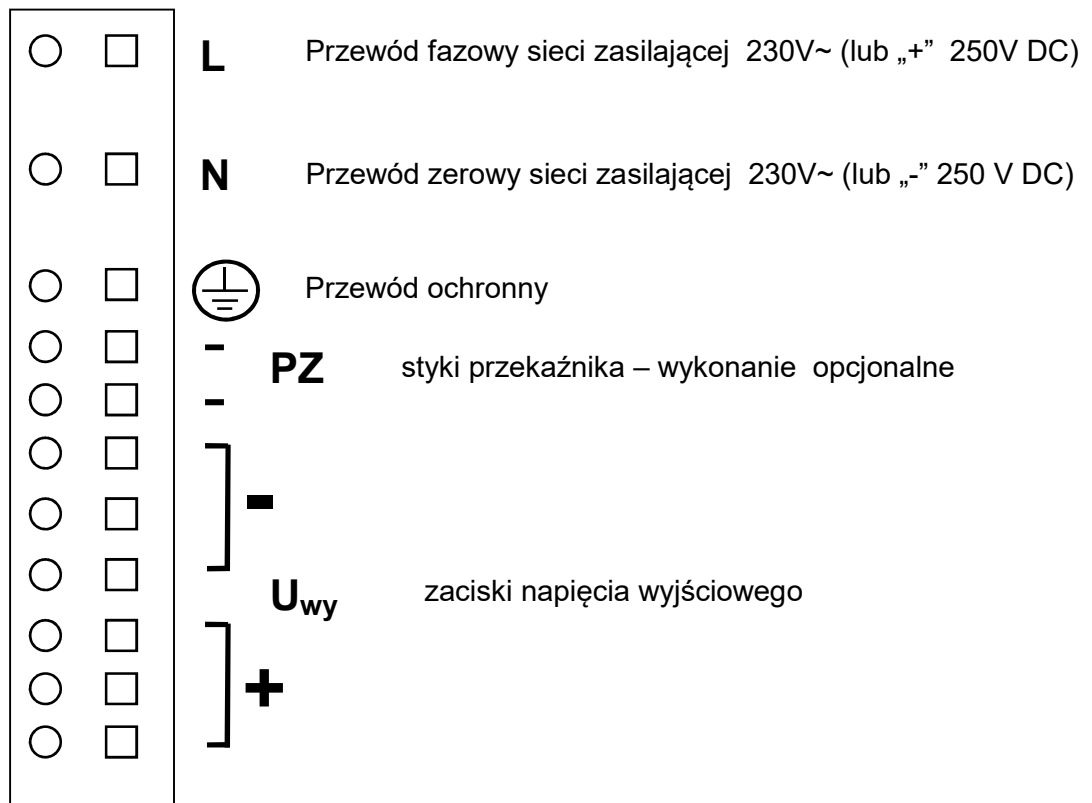 L Przewód fazowy sieci zasilającej 230V~ (lub „+” 250V DC)
N Przewód zerowy sieci zasilającej 230V~ (lub „-” 250 V DC)
Przewód ochronny
-
PZ styki przekaźnika – wykonanie opcjonalne
-
-
Uwy zaciski napięcia wyjściowego
+